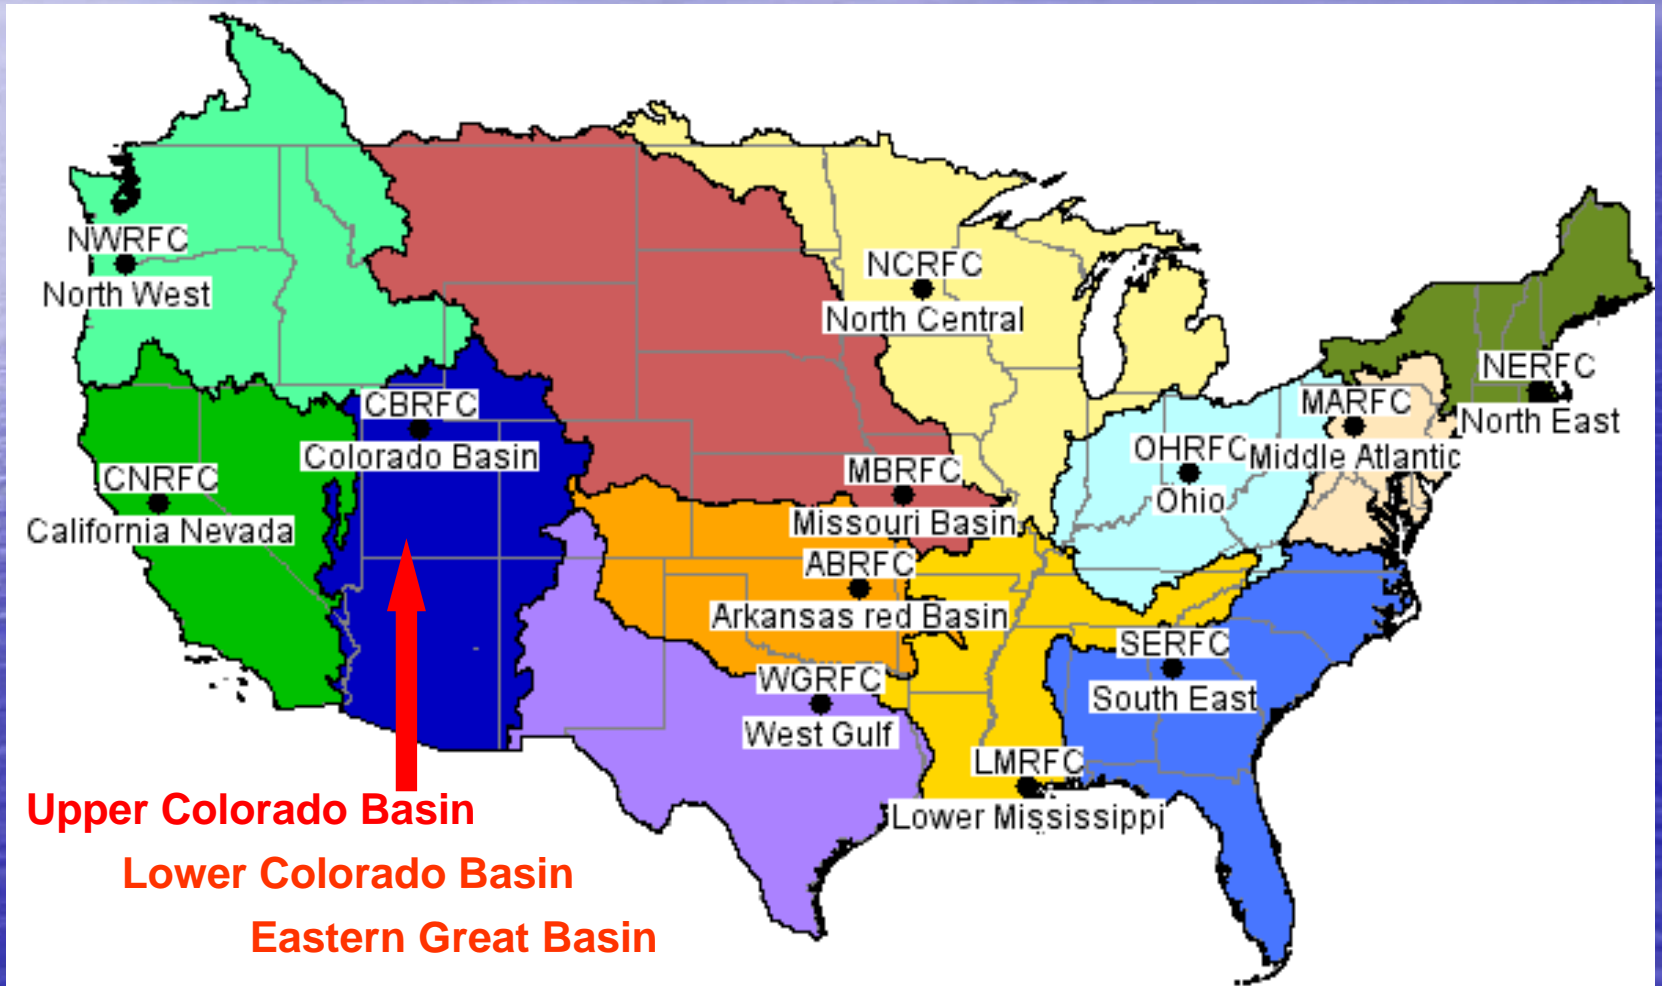 NWRFC
North West
NCRFC
North Central
NERFC
North East
CBRFC
Colorado Basin
MARFC
Middle Atlantic
OHRFC
Ohio
CNRFC
California Nevada
MBRFC
Missouri Basin
ABRFC
Arkansas red Basin
SERFC
South East
WGRFC
West Gulf
LMRFC
Lower Mississippi
Upper Colorado Basin
Lower Colorado Basin
Eastern Great Basin